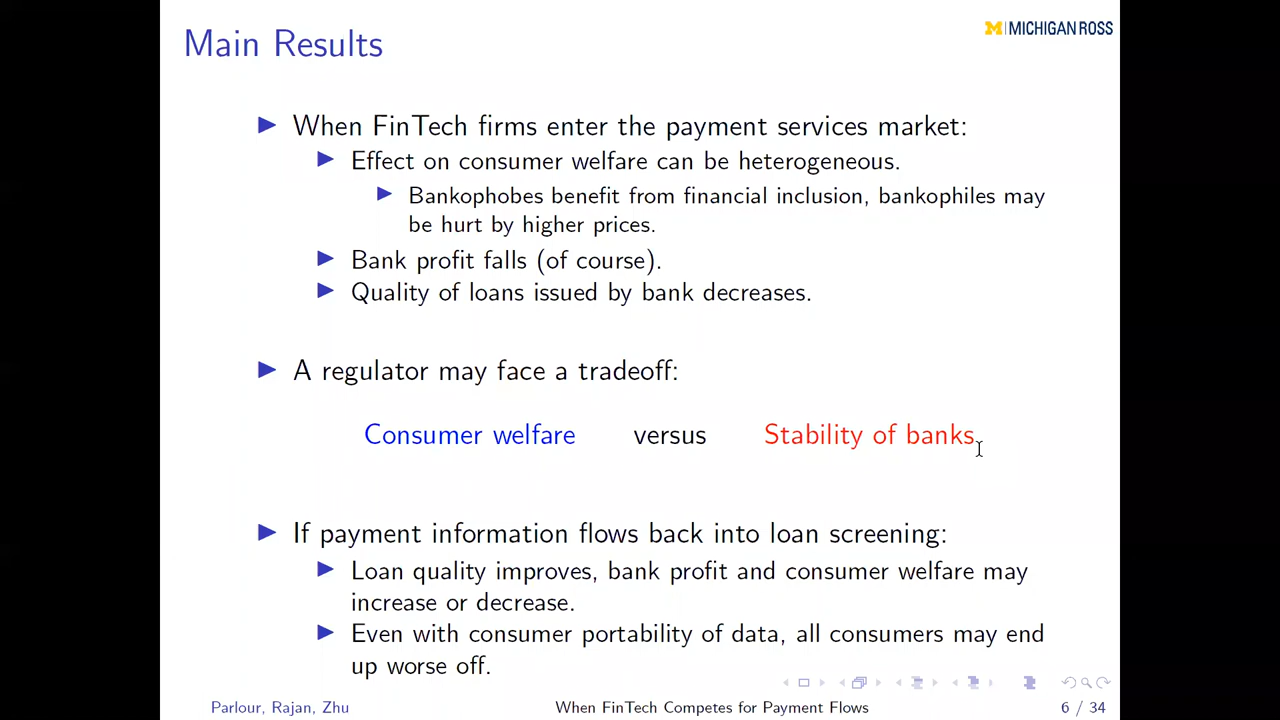 Main Results
M | MICHIGAN ROSS
When FinTech firms enter the payment services market:
Effect on consumer welfare can be heterogeneous.
Bankophobes benefit from financial inclusion, bankophiles may
be hurt by higher prices.
Bank profit falls (of course).
Quality of loans issued by bank decreases.
A regulator may face a tradeoff:
Consumer welfare versus Stability of banks
If payment information flows back into loan screening:
Loan quality improves, bank profit and consumer welfare may
increase or decrease.
Even with consumer portability of data, all consumers may end
up worse off.
Parlour, Rajan, Zhu When FinTech Competes for Payment Flows 6 / 34